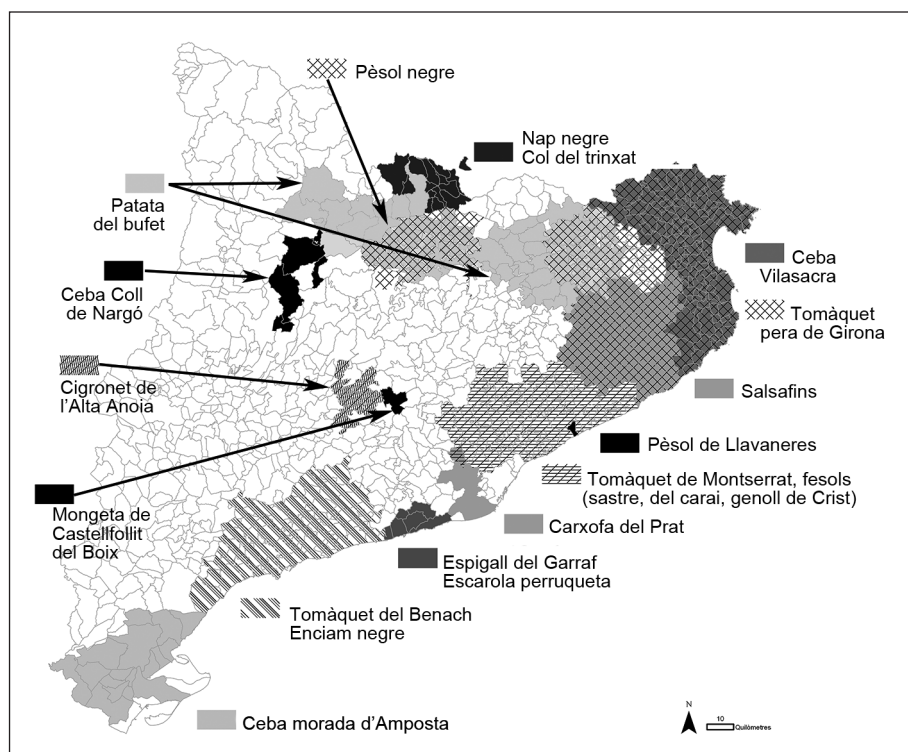 Pèsol negre
Nap negre
Col del trinxat
Patata
del bufet
Ceba
Vilasacra
Ceba Coll
de Nargó
Tomàquet
pera de Girona
Cigronet de
l'Alta Anoia
Salsafins
Pèsol de Llavaneres
Tomàquet de Montserrat, fesols
(sastre, del carai, genoll de Crist)
Mongeta de
Castellfollit
del Boix
Carxofa del Prat
Espigall del Garraf
Escarola perruqueta
Tomàquet del Benach
Enciam negre
Ceba morada d'Amposta
N
10
Quilòmetres